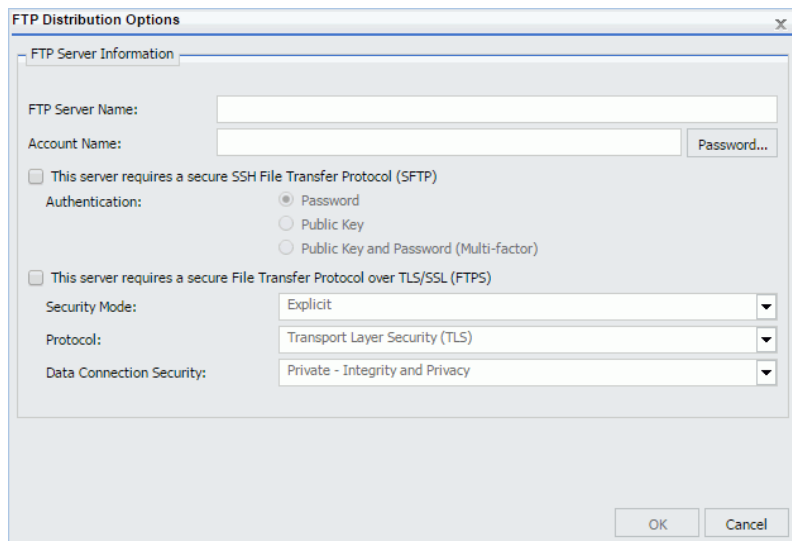 FTP Distribution Options
x
FTP Server Information
FTP Server Name:
Account Name:
Password...
This server requires a secure SSH File Transfer Protocol (SFTP)
Authentication:
Password
Public Key
Public Key and Password (Multi-factor)
This server requires a secure File Transfer Protocol over TLS/SSL (FTPS)
Security Mode:
Explicit
Protocol:
Transport Layer Security (TLS)
Data Connection Security:
Private - Integrity and Privacy
OK
Cancel